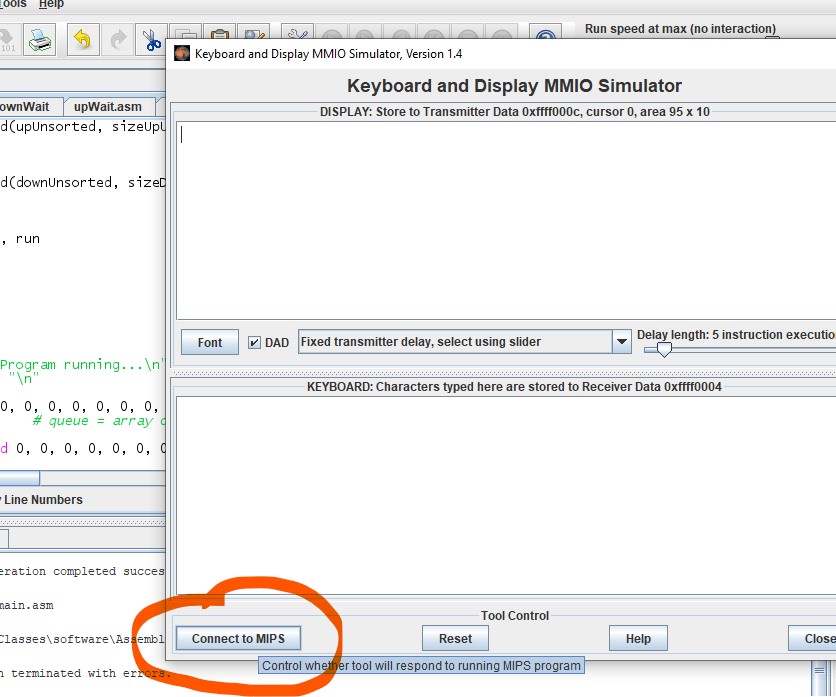 Tools Help
Run speed at max (no interaction)
101
Keyboard and Display MMIO Simulator, Version 1.4
Keyboard and Display MMIO Simulator
ownWait upWait.asm
DISPLAY: Store to Transmitter Data 0xffff000c, cursor 0, area 95 x 10
d(upUnsorted, sizeUpU
d(downUnsorted, sizeD
, run
Font DAD Fixed transmitter delay, select using slider Delay length: 5 instruction executio
Program running...\n"
"\n"
KEYBOARD: Characters typed here are stored to Receiver Data 0xffff0004
0, 0, 0, 0, 0, 0, 0,
# queue = array o
d 0, 0, 0, 0, 0, 0, 0
Line Numbers
eration completed succes
main.asm
Tool Control
Classes\software\Assembl
Connect to MIPS Reset Help Close
Control whether tool will respond to running MIPS program
n terminated with errors.